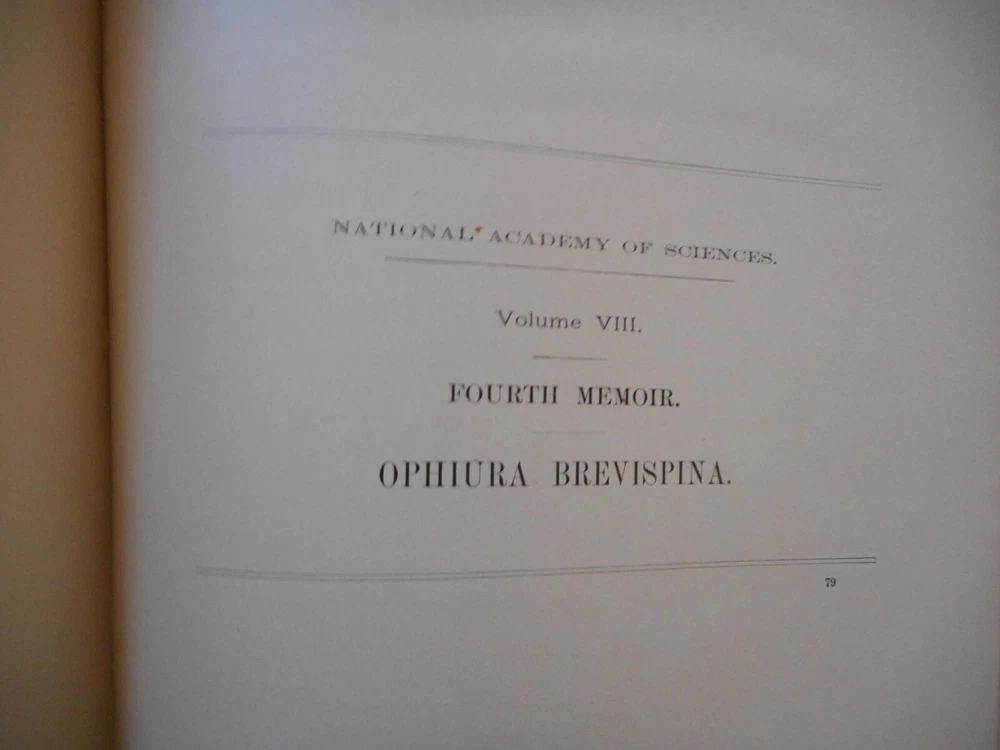 NATIONAL ACADEMY OF SCIENCES.
Volume VIII.
FOURTH MEMOIR.
OPHIURA BREVISPINA.
79